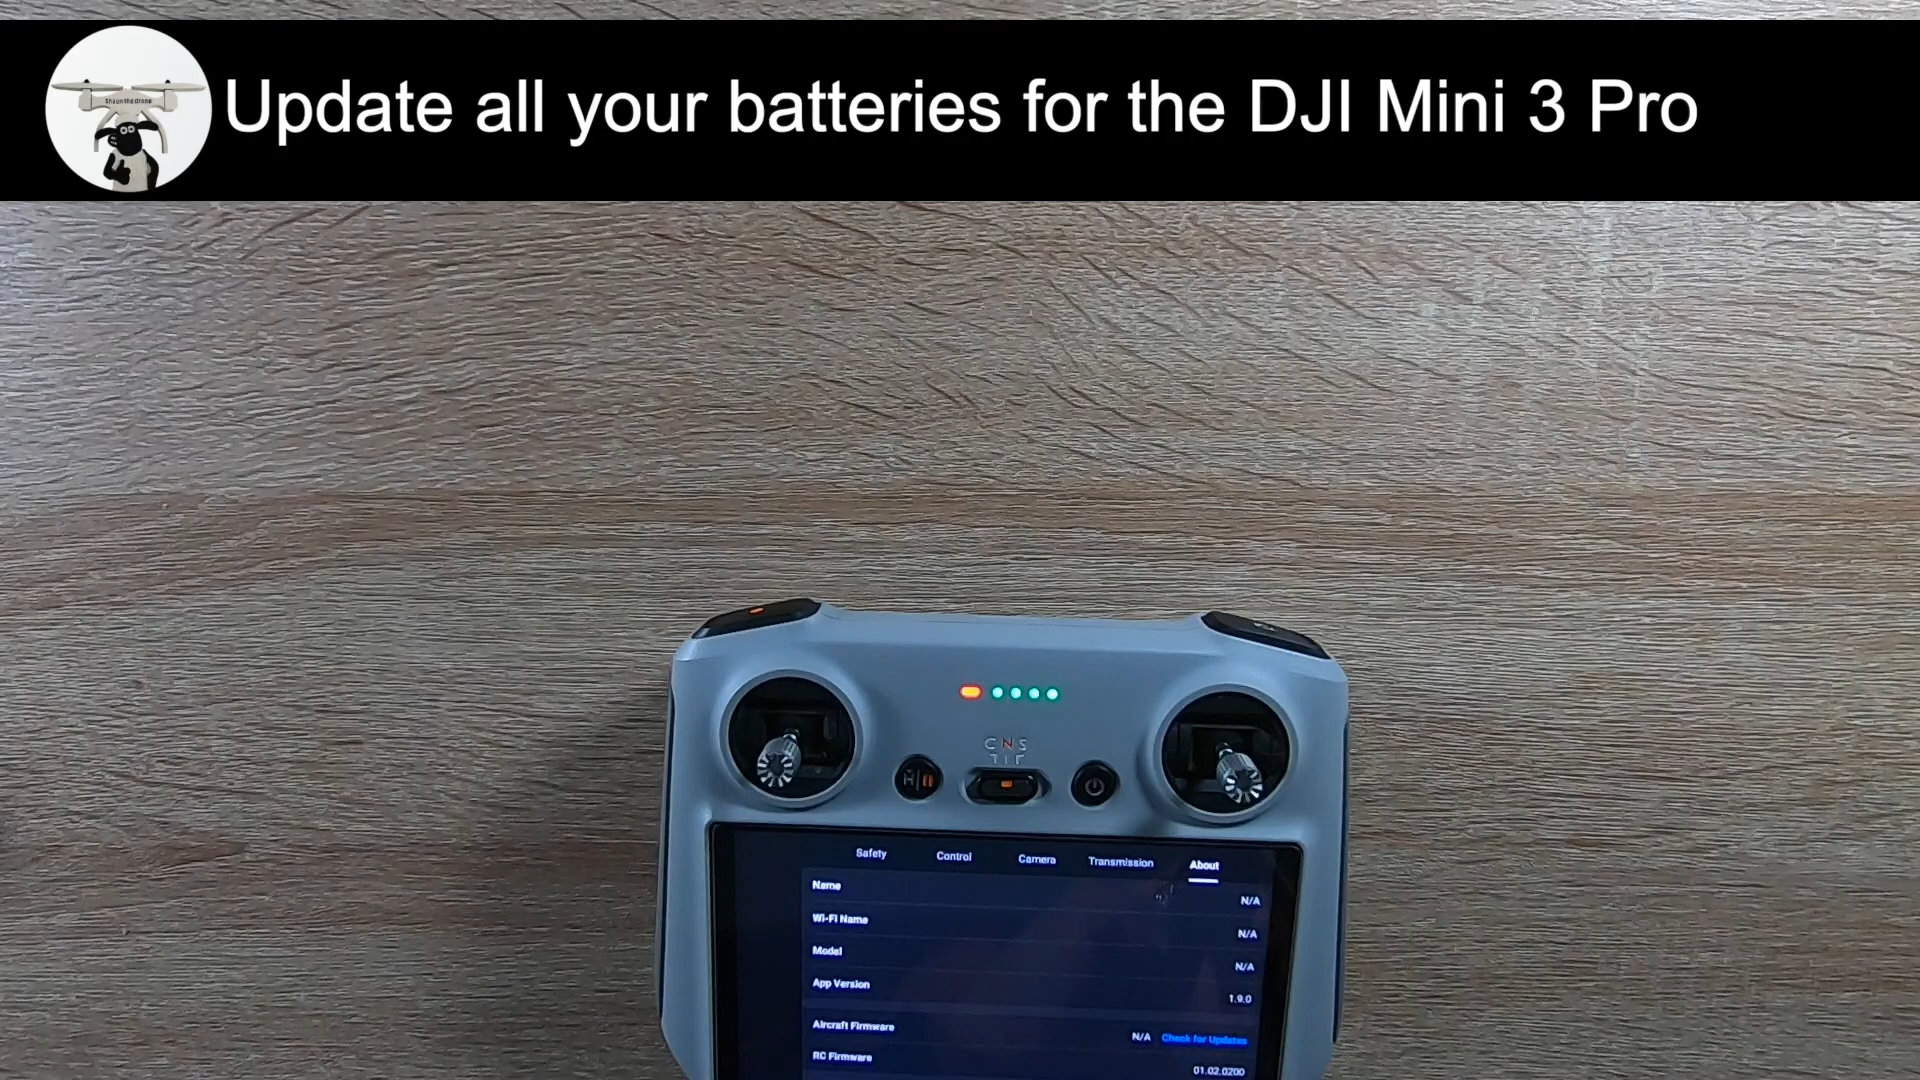 Shaunthedrone
Update all your batteries for the DJI Mini 3 Pro
C N S
Safety Control Camera Transmission About
Name N/A
Wi-Fi Name N/A
Model N/A
App Version 1.9.0
Aircraft Firmware N/A Check for Updates
RC Firmware 01.02.0200